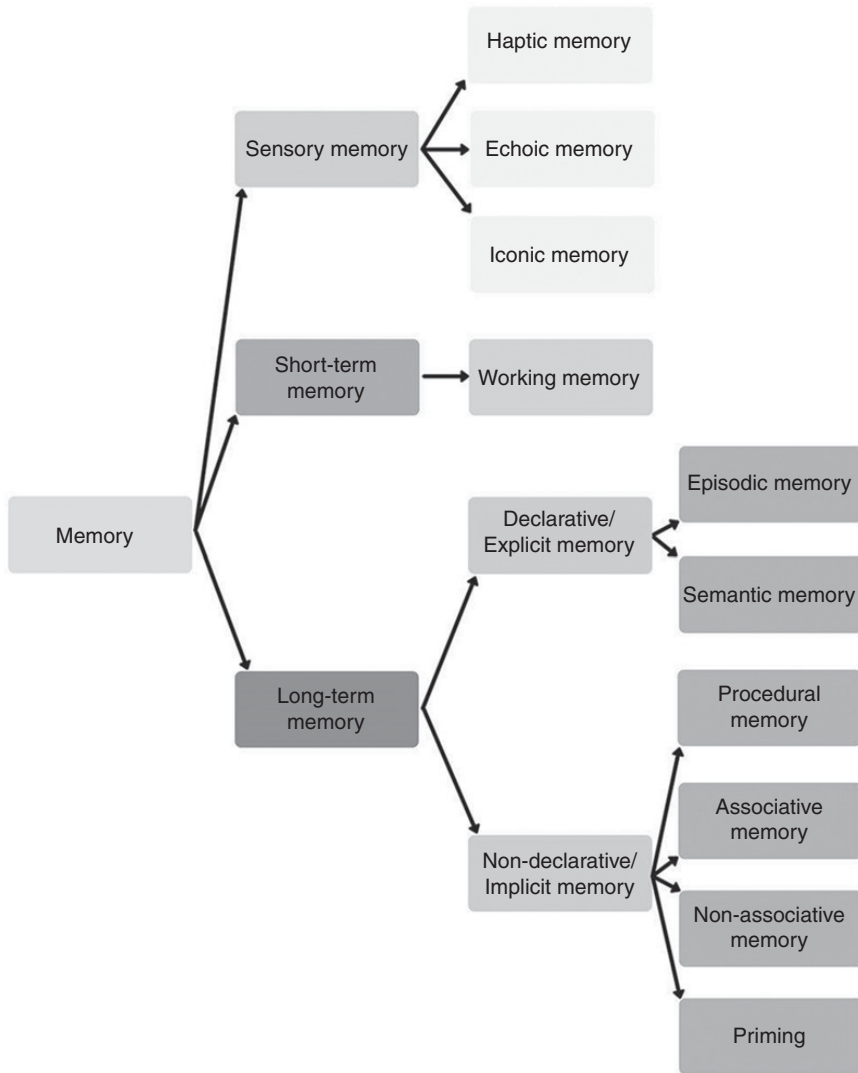 Haptic memory
Sensory memory
Echoic memory
Iconic memory
Short-term
memory
Working memory
Episodic memory
Declarative/
Explicit memory
Memory
Semantic memory
Long-term
memory
Procedural
memory
Associative
memory
Non-declarative/
Implicit memory
Non-associative
memory
Priming